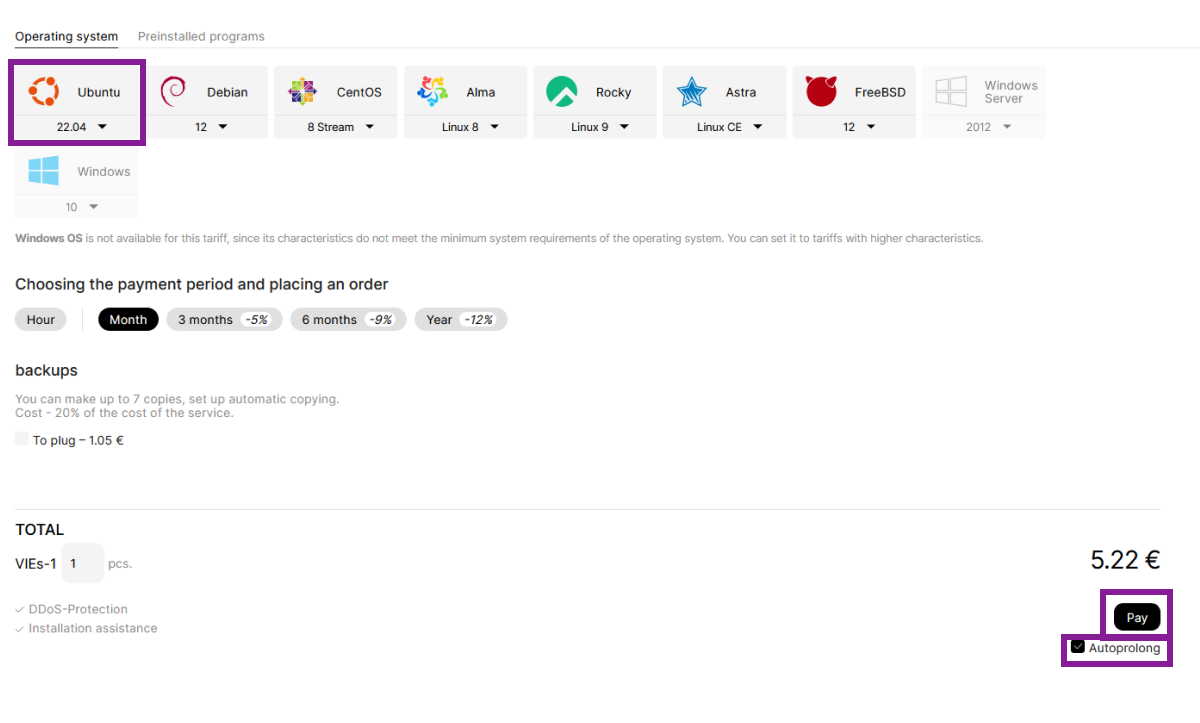 Operating system Preinstalled programs
Ubuntu Debian CentOS Alma Rocky Astra FreeBSD Windows Server
22.04 12 8 Stream Linux 8 Linux 9 Linux CE 12 2012
Windows
10
Windows OS is not available for this tariff, since its characteristics do not meet the minimum system requirements of the operating system. You can set it to tariffs with higher characteristics.
Choosing the payment period and placing an order
Hour Month 3 months -5% 6 months -9% Year -12%
backups
You can make up to 7 copies, set up automatic copying.
Cost - 20% of the cost of the service.
To plug – 1.05 €
TOTAL
VIEs-1 1 pcs.
5.22 €
DDoS-Protection
Installation assistance
Pay
Autoprolong